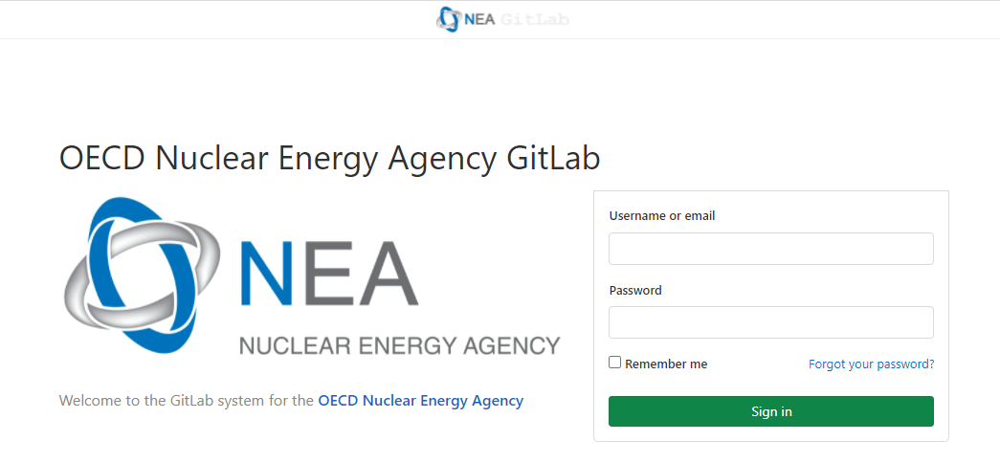 NEA GitLab
OECD Nuclear Energy Agency GitLab
NEA
NUCLEAR ENERGY AGENCY
Welcome to the GitLab system for the OECD Nuclear Energy Agency
Username or email
Password
Remember me Forgot your password?
Sign in